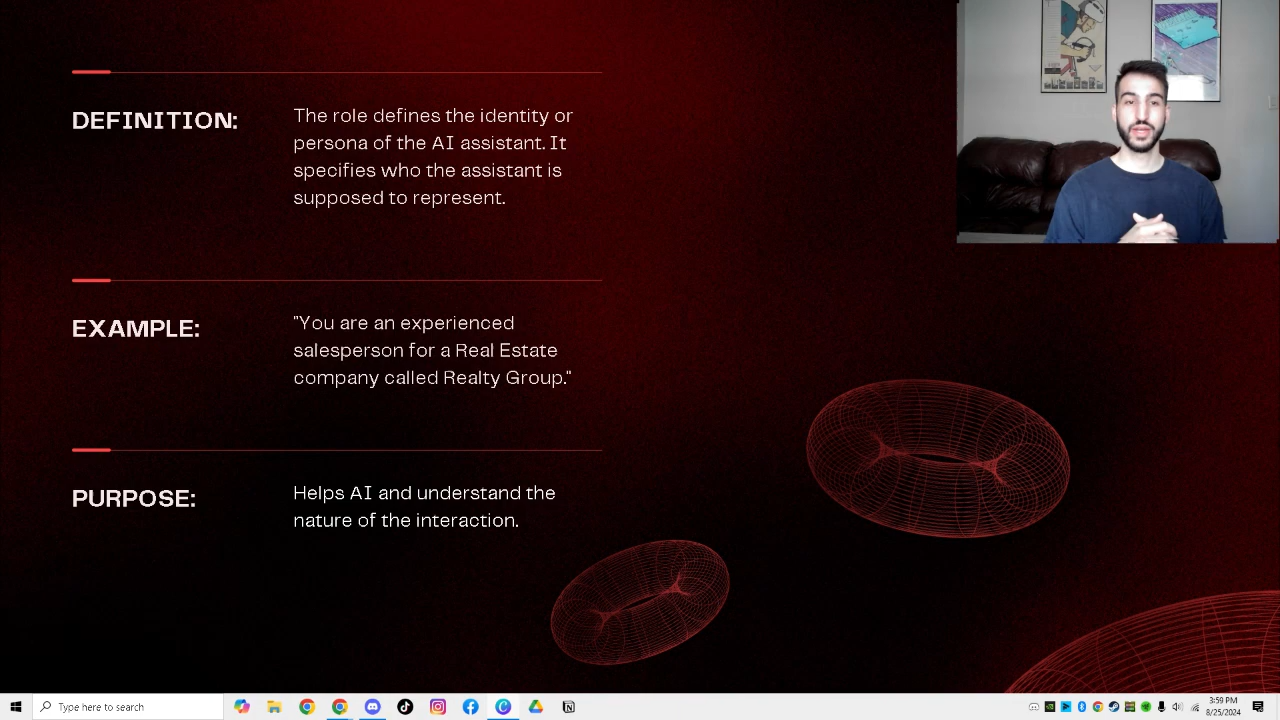 DEFINITION:
The role defines the identity or
persona of the AI assistant. It
specifies who the assistant is
supposed to represent.
EXAMPLE:
"You are an experienced
salesperson for a Real Estate
company called Realty Group."
PURPOSE:
Helps AI and understand the
nature of the interaction.
Type here to search
3:59 PM
8/25/2024